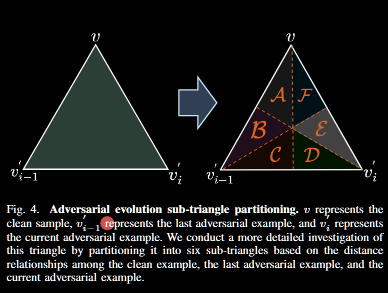 v
v
A F
B E
C D
v′ᵢ₋₁ v′ᵢ v′ᵢ₋₁ v′ᵢ
Fig. 4. Adversarial evolution sub-triangle partitioning. v represents the
clean sample, v′ᵢ₋₁ represents the last adversarial example, and v′ᵢ represents
the current adversarial example. We conduct a more detailed investigation of
this triangle by partitioning it into six sub-triangles based on the distance
relationships among the clean example, the last adversarial example, and the
current adversarial example.